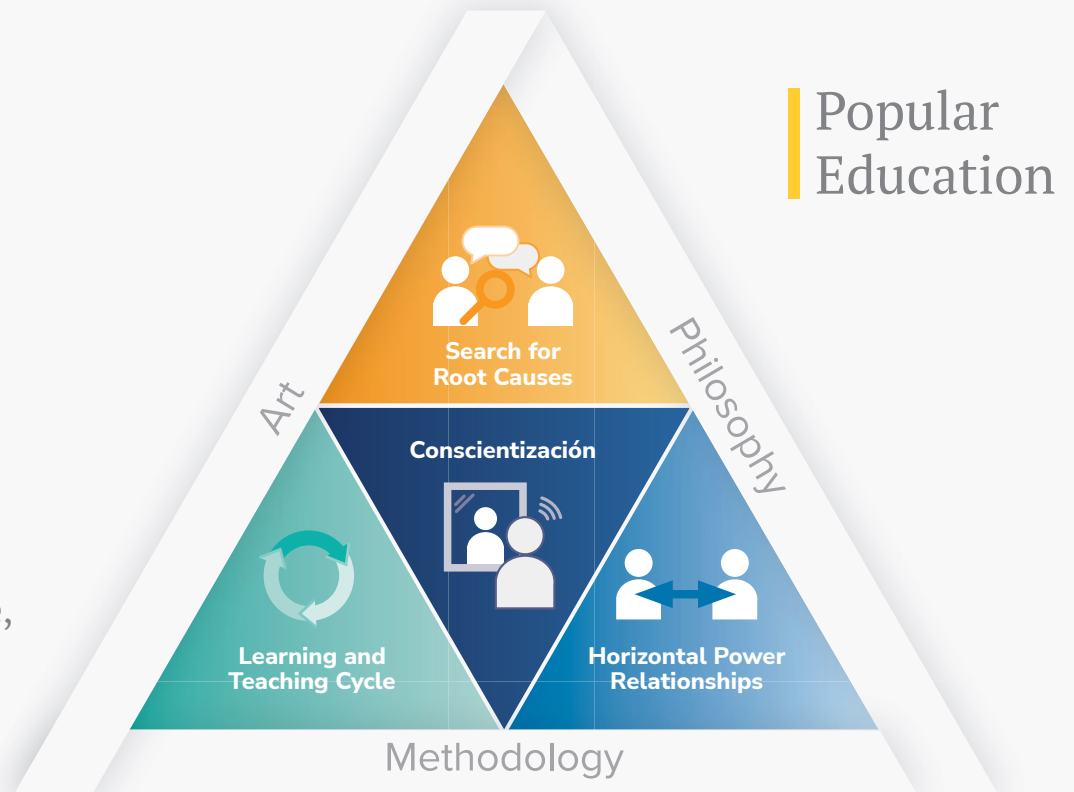 Popular
Education
Search for
Root Causes
Art
Philosophy
Conscientización
Learning and
Teaching Cycle
Horizontal Power
Relationships
Methodology